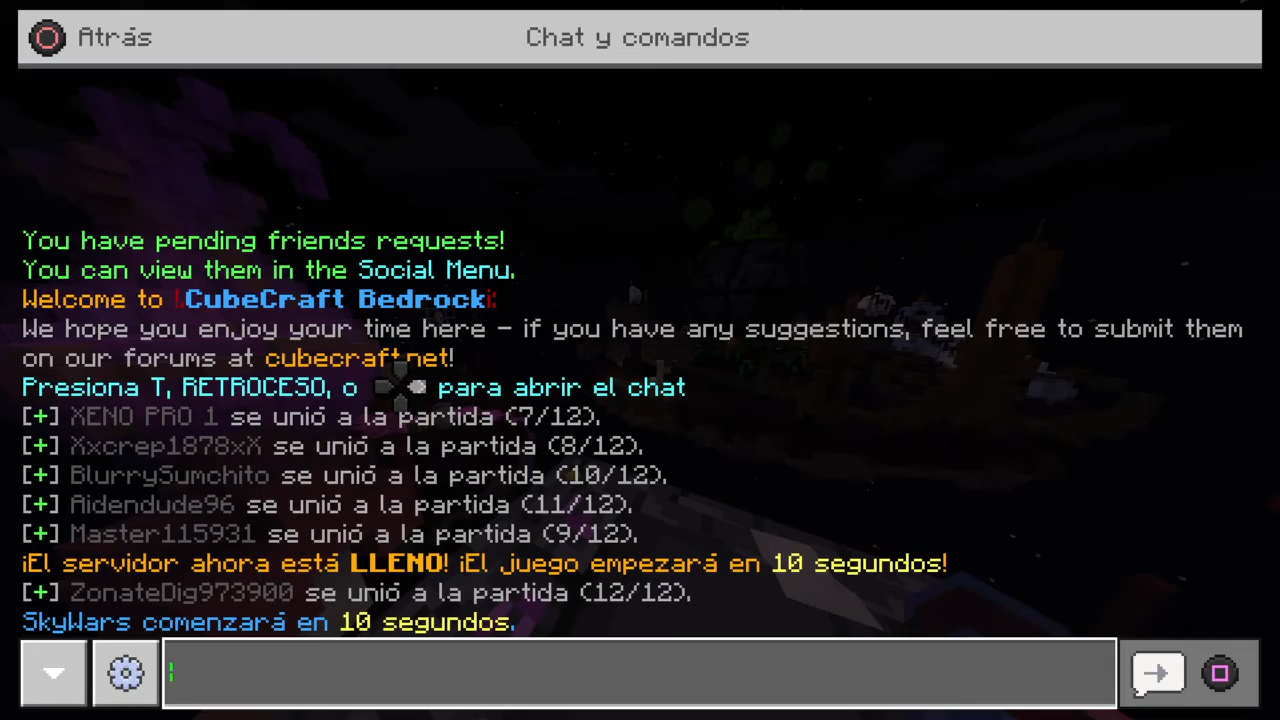 Atrás
Chat y comandos
You have pending friends requests!
You can view them in the Social Menu.
Welcome to CubeCraft Bedrock
We hope you enjoy your time here - if you have any suggestions, feel free to submit them
on our forums at cubecraft.net!
Presiona T, RETROCESO, o para abrir el chat
[+] XENO PRO 1 se unió a la partida (7/12).
[+] Xxcrep1878xX se unió a la partida (8/12).
[+] BlurrySumchito se unió a la partida (10/12).
[+] Aidendude96 se unió a la partida (11/12).
[+] Master115931 se unió a la partida (9/12).
¡El servidor ahora está LLENO! ¡El juego empezará en 10 segundos!
[+] ZonateDig973900 se unió a la partida (12/12).
SkyWars comenzará en 10 segundos.